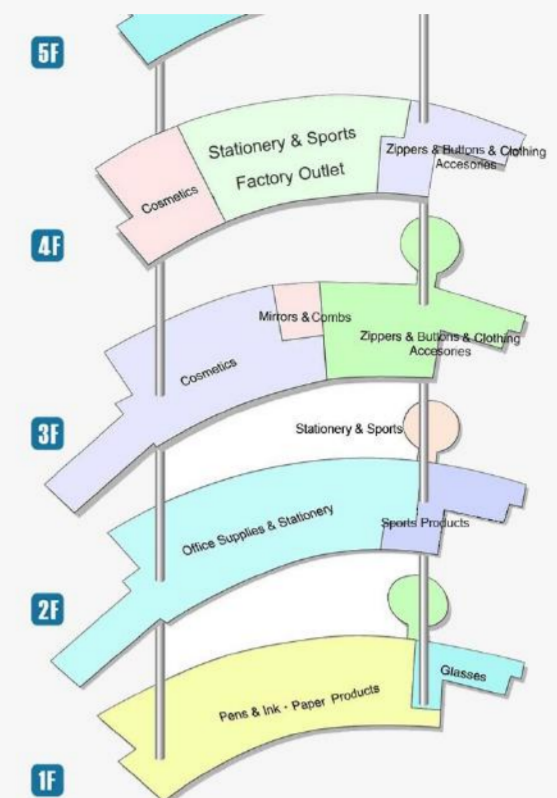 5F
Stationery & Sports
Factory Outlet
Zippers & Buttons & Clothing
Accesories
Cosmetics
4F
Mirrors & Combs
Zippers & Buttons & Clothing
Accesories
Cosmetics
Stationery & Sports
3F
Office Supplies & Stationery
Sports Products
2F
Glasses
Pens & Ink · Paper Products
1F